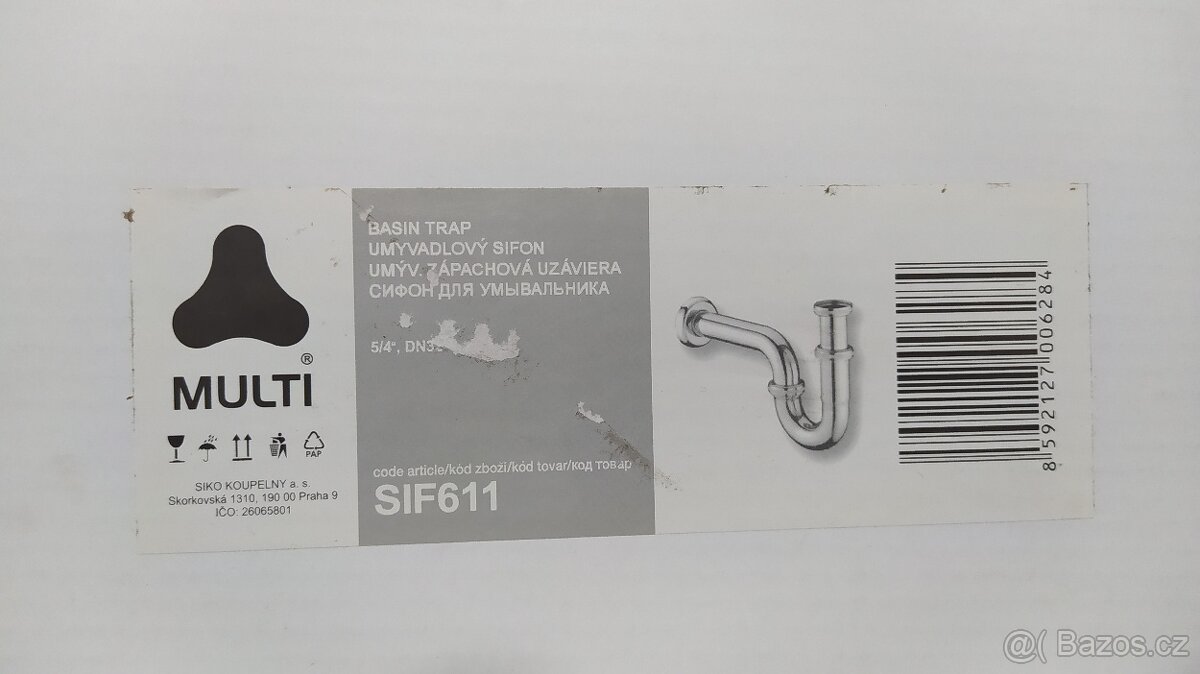 MULTI®
PAP
SIKO KOUPELNY a. s.
Skorkovská 1310, 190 00 Praha 9
IČO: 26065801
BASIN TRAP
UMYVADLOVÝ SIFON
UMÝV. ZÁPACHOVÁ UZÁVIERA
СИФОН ДЛЯ УМЫВАЛЬНИКА
5/4",
code article/kód zboží/kód tovar/код товар
SIF611
8 592127 006284
@( Bazos.cz